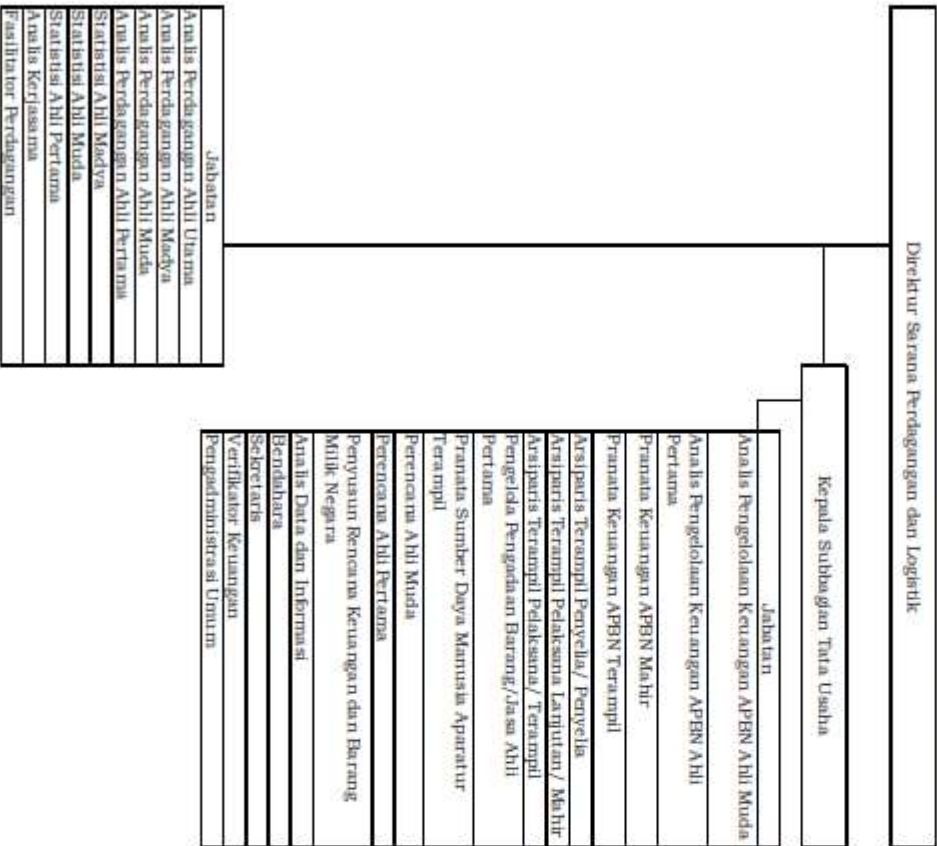 Direktur Sarana Perdagangan dan Logistik
Kepala Subbagian Tata Usaha
Jabatan
Analis Pengelolaan Keuangan APBN Ahli Muda
Analis Pengelolaan Keuangan APBN Ahli
Pertama
Pranata Keuangan APBN Mahir
Pranata Keuangan APBN Terampil
Arsiparis Terampil Penyelia/ Penyelia
Arsiparis Terampil Pelaksana Lanjutan/ Mahir
Arsiparis Terampil Pelaksana/ Terampil
Pengelola Pengadaan Barang/Jasa Ahli
Pertama
Pranata Sumber Daya Manusia Aparatur
Terampil
Perencana Ahli Muda
Perencana Ahli Pertama
Penyusun Rencana Keuangan dan Barang
Milik Negara
Analis Data dan Informasi
Bendahara
Sekretaris
Verifikator Keuangan
Pengadministrasi Umum
Jabatan
Analis Perdagangan Ahli Utama
Analis Perdagangan Ahli Madya
Analis Perdagangan Ahli Muda
Analis Perdagangan Ahli Pertama
Statistisi Ahli Madya
Statistisi Ahli Muda
Statistisi Ahli Pertama
Analis Kerjasama
Fasilitator Perdagangan